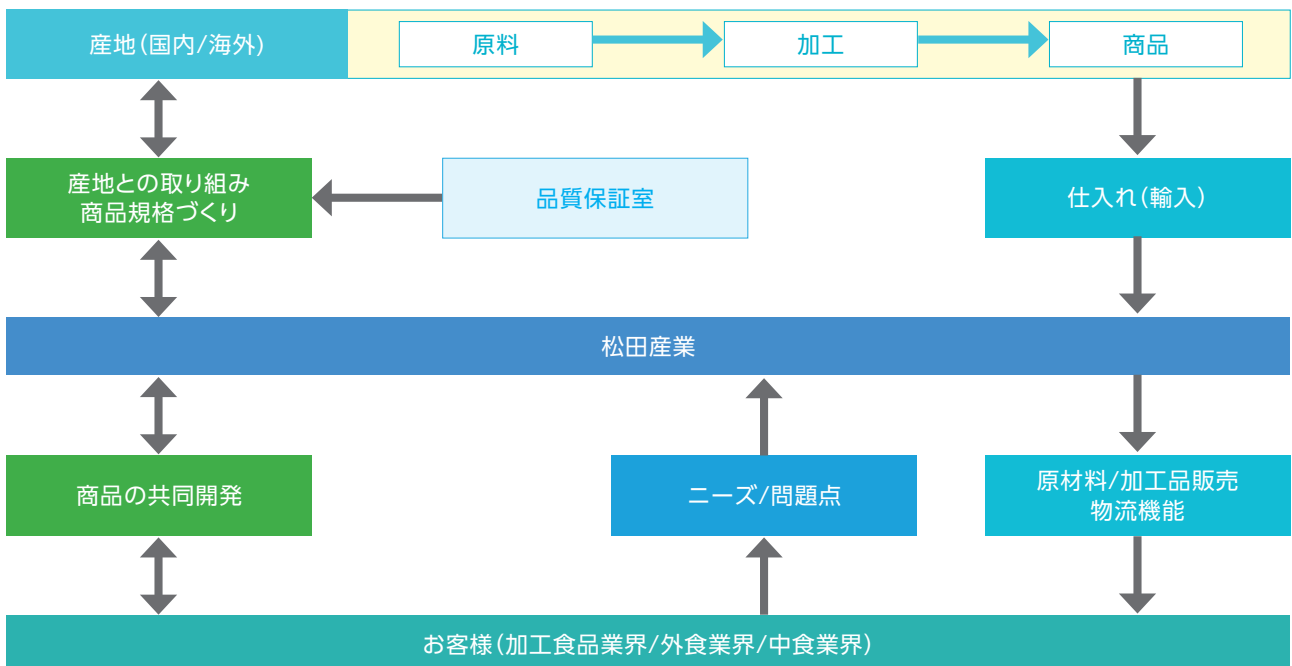 産地(国内/海外)
原料
加工
商品
産地との取り組み
商品規格づくり
品質保証室
仕入れ(輸入)
松田産業
商品の共同開発
ニーズ/問題点
原材料/加工品販売
物流機能
お客様(加工食品業界/外食業界/中食業界)